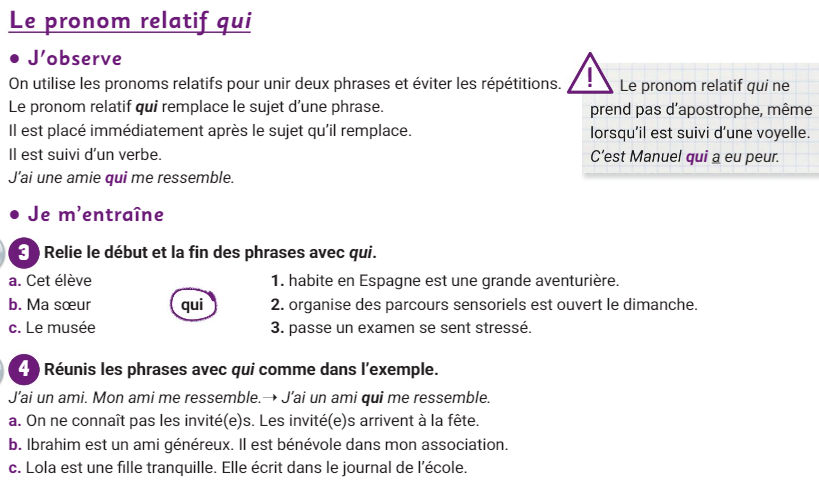 Le pronom relatif qui
• J'observe
On utilise les pronoms relatifs pour unir deux phrases et éviter les répétitions.
Le pronom relatif qui remplace le sujet d'une phrase.
Il est placé immédiatement après le sujet qu'il remplace.
Il est suivi d'un verbe.
J'ai une amie qui me ressemble.
! Le pronom relatif qui ne
prend pas d'apostrophe, même
lorsqu'il est suivi d'une voyelle.
C'est Manuel qui a eu peur.
• Je m'entraîne
3 Relie le début et la fin des phrases avec qui.
a. Cet élève
b. Ma sœur
c. Le musée
qui
1. habite en Espagne est une grande aventurière.
2. organise des parcours sensoriels est ouvert le dimanche.
3. passe un examen se sent stressé.
4 Réunis les phrases avec qui comme dans l'exemple.
J'ai un ami. Mon ami me ressemble.→ J'ai un ami qui me ressemble.
a. On ne connaît pas les invité(e)s. Les invité(e)s arrivent à la fête.
b. Ibrahim est un ami généreux. Il est bénévole dans mon association.
c. Lola est une fille tranquille. Elle écrit dans le journal de l'école.